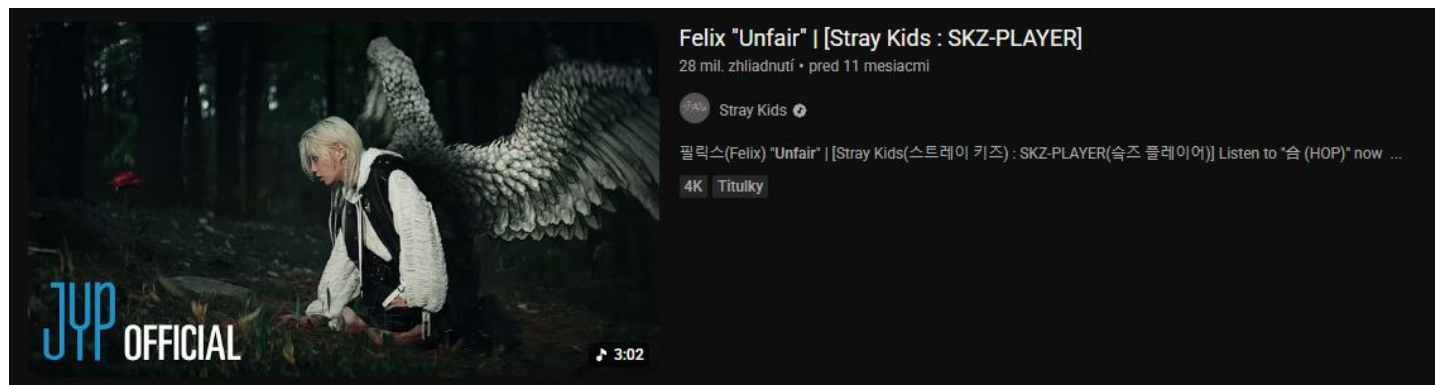 Felix "Unfair" | [Stray Kids : SKZ-PLAYER]
28 mil. zhliadnutí • pred 11 mesiacmi
Stray Kids
필릭스(Felix) "Unfair" | [Stray Kids(스트레이 키즈) : SKZ-PLAYER(슼즈 플레이어)] Listen to "合 (HOP)" now ...
4K Titulky
JYP OFFICIAL
3:02